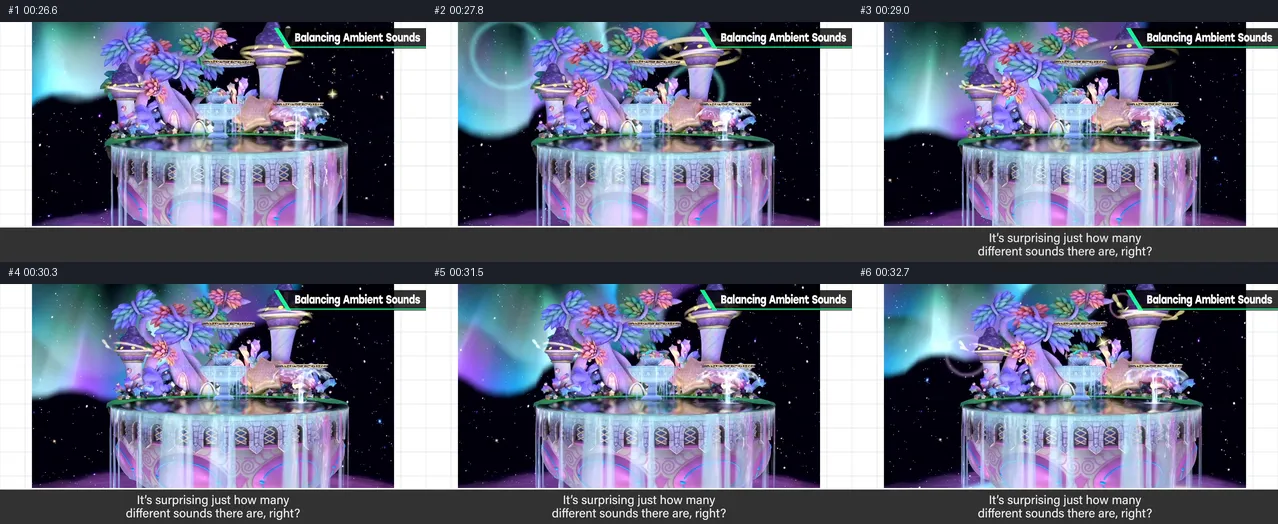 #1 00:26.6
Balancing Ambient Sounds
#2 00:27.8
Balancing Ambient Sounds
#3 00:29.0
Balancing Ambient Sounds
It's surprising just how many
different sounds there are, right?
#4 00:30.3
Balancing Ambient Sounds
It's surprising just how many
different sounds there are, right?
#5 00:31.5
Balancing Ambient Sounds
It's surprising just how many
different sounds there are, right?
#6 00:32.7
Balancing Ambient Sounds
It's surprising just how many
different sounds there are, right?